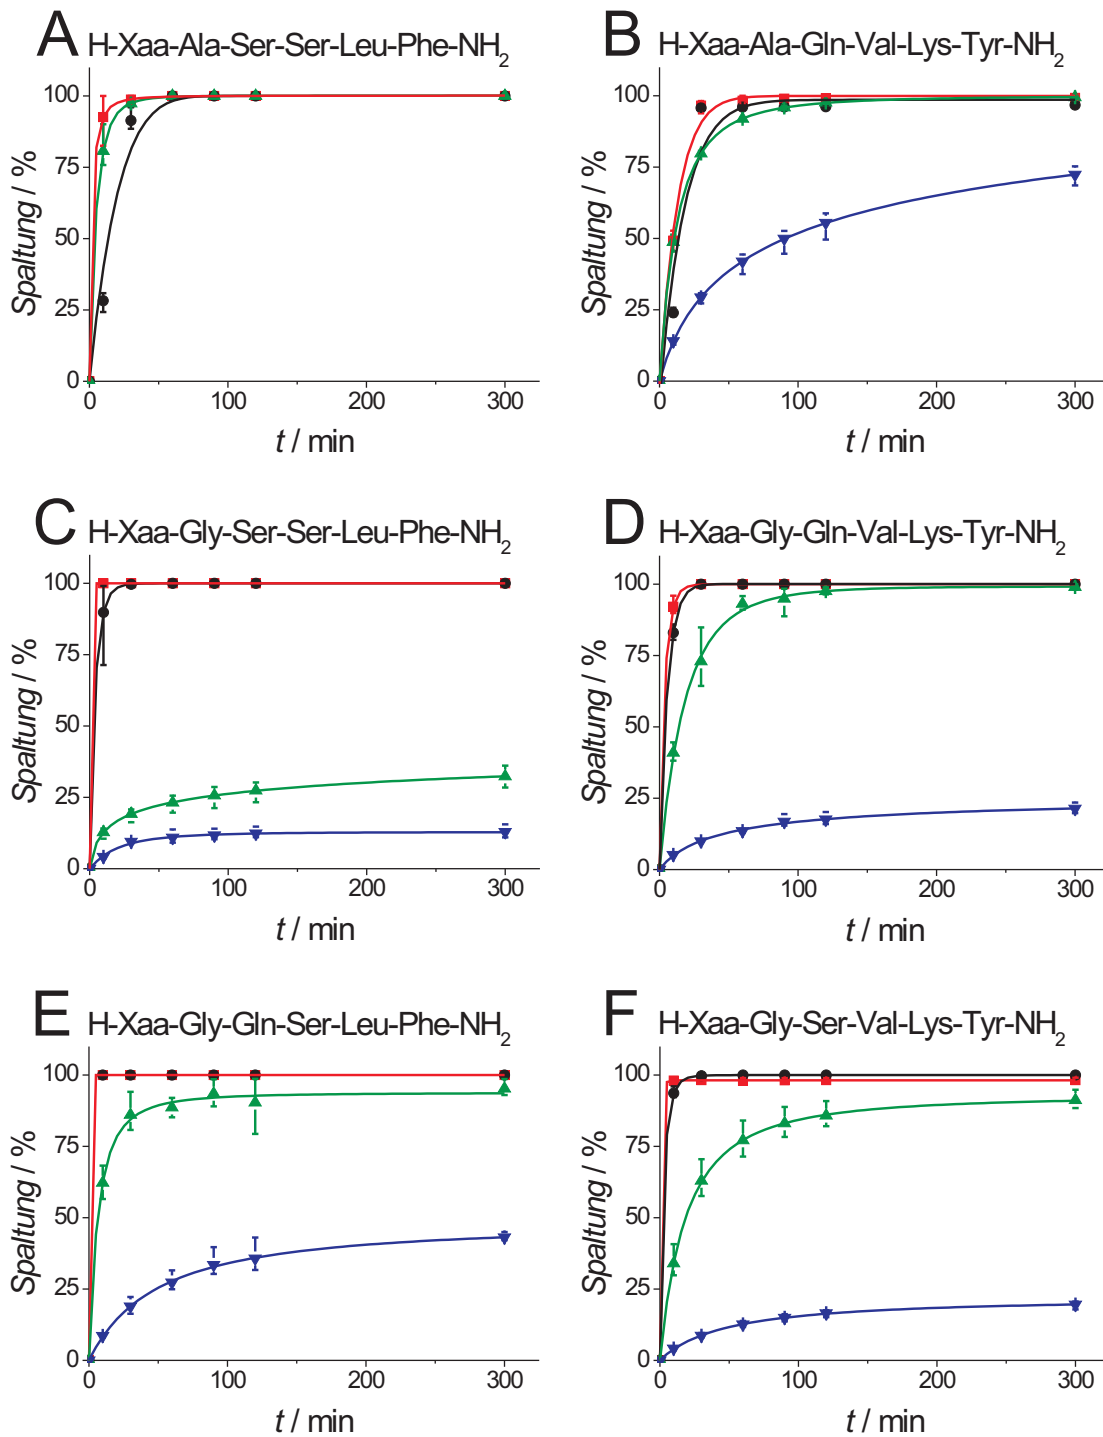 A H-Xaa-Ala-Ser-Ser-Leu-Phe-NH2
100
75
50
25
0
Spaltung / %
0 100 200 300
t / min
B H-Xaa-Ala-Gln-Val-Lys-Tyr-NH2
100
75
50
25
0
Spaltung / %
0 100 200 300
t / min
C H-Xaa-Gly-Ser-Ser-Leu-Phe-NH2
100
75
50
25
0
Spaltung / %
0 100 200 300
t / min
D H-Xaa-Gly-Gln-Val-Lys-Tyr-NH2
100
75
50
25
0
Spaltung / %
0 100 200 300
t / min
E H-Xaa-Gly-Gln-Ser-Leu-Phe-NH2
100
75
50
25
0
Spaltung / %
0 100 200 300
t / min
F H-Xaa-Gly-Ser-Val-Lys-Tyr-NH2
100
75
50
25
0
Spaltung / %
0 100 200 300
t / min